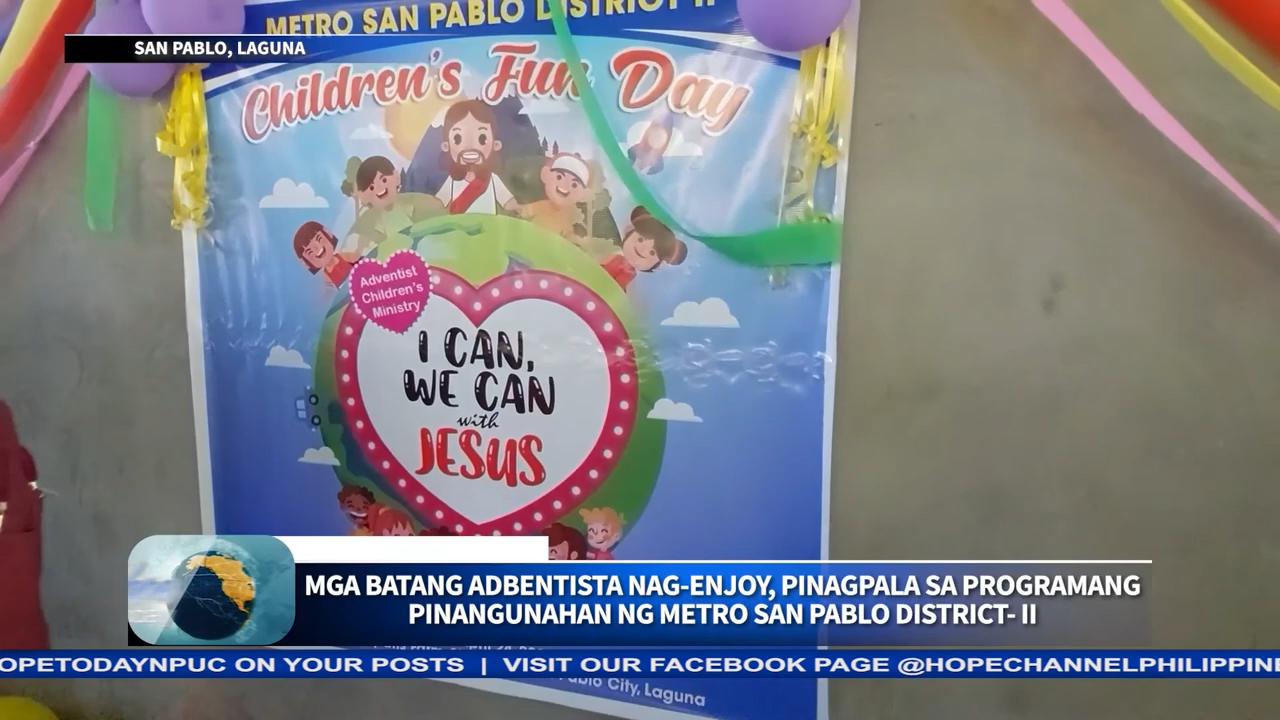 METRO SAN PABLO DISTRICT II
SAN PABLO, LAGUNA
Children's Fun Day
Adventist
Children's
Ministry
I CAN,
WE CAN
with
JESUS
MGA BATANG ADBENTISTA NAG-ENJOY, PINAGPALA SA PROGRAMANG
PINANGUNAHAN NG METRO SAN PABLO DISTRICT- II
OPETODAYNPUC ON YOUR POSTS | VISIT OUR FACEBOOK PAGE @HOPECHANNELPHILIPPINE
Pablo City, Laguna